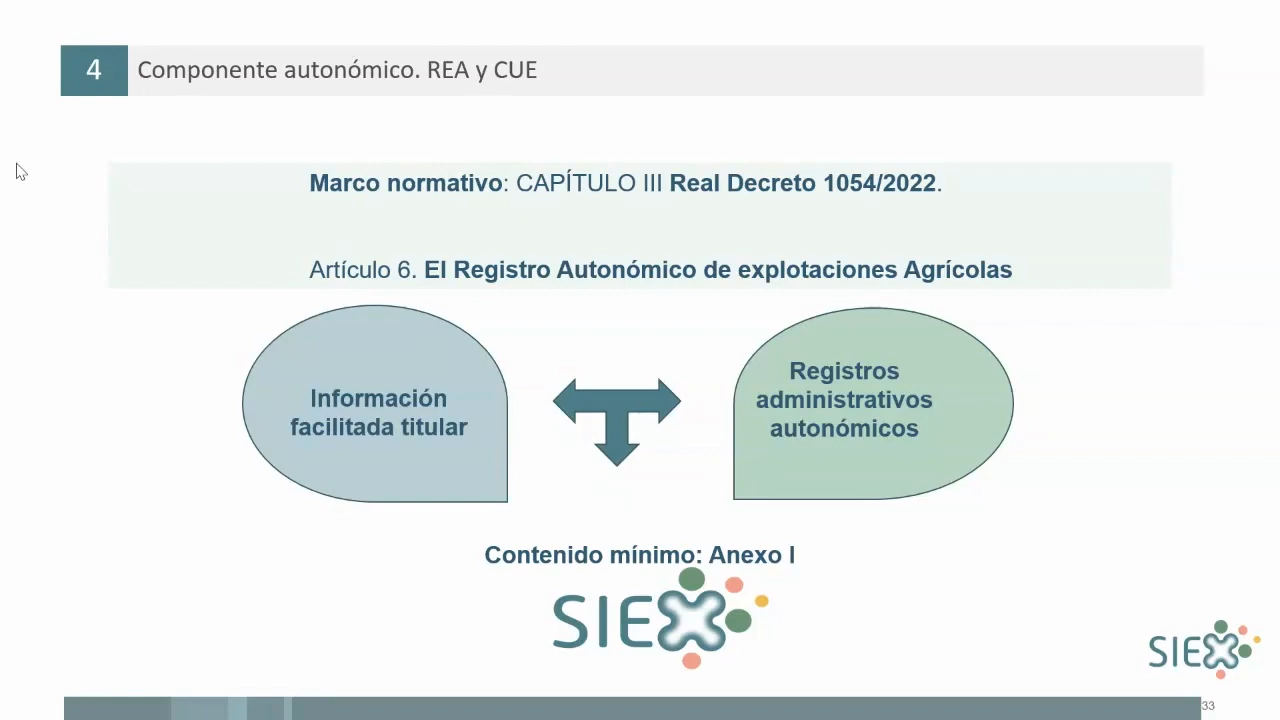 4
Componente autonómico. REA y CUE
Marco normativo: CAPÍTULO III Real Decreto 1054/2022.
Artículo 6. El Registro Autonómico de explotaciones Agrícolas
Información
facilitada titular
Registros
administrativos
autonómicos
Contenido mínimo: Anexo I
SIEX
SIEX
33